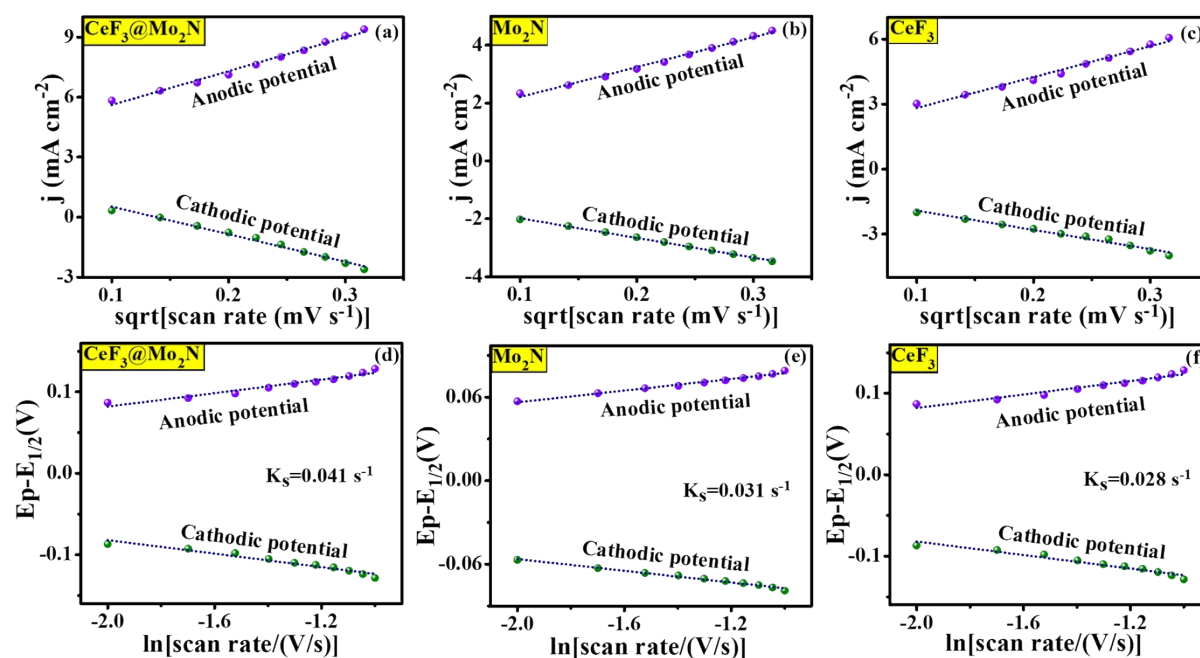 CeF₃@Mo₂N
(a)
9
6
3
0
-3
j (mA cm⁻²)
Anodic potential
Cathodic potential
0.1 0.2 0.3
sqrt[scan rate (mV s⁻¹)]
Mo₂N
(b)
4
2
0
-2
-4
j (mA cm⁻²)
Anodic potential
Cathodic potential
0.1 0.2 0.3
sqrt[scan rate (mV s⁻¹)]
CeF₃
(c)
6
3
0
-3
j (mA cm⁻²)
Anodic potential
Cathodic potential
0.1 0.2 0.3
sqrt[scan rate (mV s⁻¹)]
CeF₃@Mo₂N
(d)
0.1
0.0
-0.1
Ep-E₁/₂(V)
Anodic potential
Kₛ=0.041 s⁻¹
Cathodic potential
-2.0 -1.6 -1.2
ln[scan rate/(V/s)]
Mo₂N
(e)
0.06
0.00
-0.06
Ep-E₁/₂(V)
Anodic potential
Kₛ=0.031 s⁻¹
Cathodic potential
-2.0 -1.6 -1.2
ln[scan rate/(V/s)]
CeF₃
(f)
0.1
0.0
-0.1
Ep-E₁/₂(V)
Anodic potential
Kₛ=0.028 s⁻¹
Cathodic potential
-2.0 -1.6 -1.2
ln[scan rate/(V/s)]